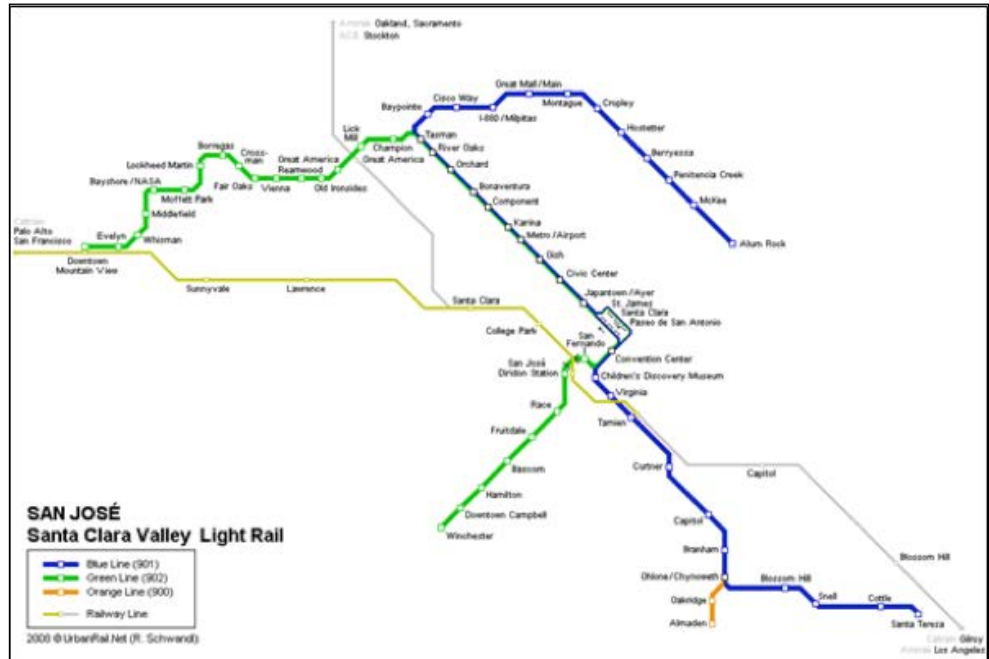 Amtrak Oakland, Sacramento
ACE Stockton
Great Mall/Main
Cisco Way
Montague
Baypointe
I-880/Milpitas
Cropley
Hostetter
Berryessa
Penitencia Creek
McKee
Alum Rock
Lick
Mill
Champion
Tasman
River Oaks
Great America
Orchard
Bonaventura
Component
Karina
Metro/Airport
Gish
Civic Center
Japantown/Ayer
St. James
Santa Clara
Paseo de San Antonio
Convention Center
Children's Discovery Museum
Virginia
Tamien
Curtner
Capitol
Branham
Ohlone/Chynoweth
Blossom Hill
Snell
Cottle
Santa Teresa
Oakridge
Almaden
Borregas
Cross-
man
Lockheed Martin
Great America
Reamwood
Bayshore/NASA
Fair Oaks
Vienna
Old Ironsides
Moffett Park
Middlefield
Caltrain
Palo Alto
San Francisco
Evelyn
Whisman
Downtown
Mountain View
Sunnyvale
Lawrence
Santa Clara
College Park
San
Fernando
San José
Diridon Station
Race
Fruitdale
Bascom
Hamilton
Downtown Campbell
Winchester
Capitol
Blossom Hill
Caltrain Gilroy
Amtrak Los Angeles
SAN JOSÉ
Santa Clara Valley Light Rail
Blue Line (901)
Green Line (902)
Orange Line (900)
Railway Line
2008 © UrbanRail.Net (R. Schwandl)